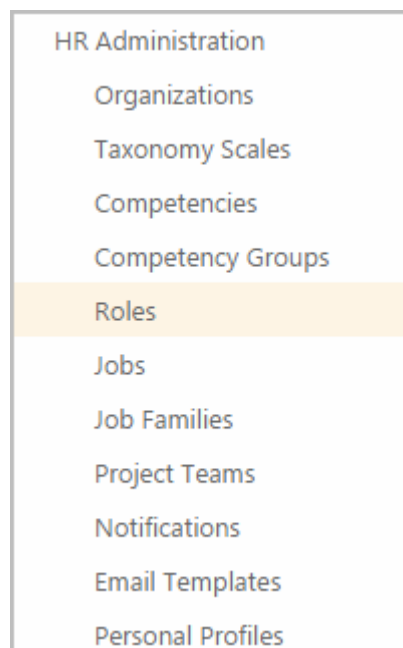 HR Administration
Organizations
Taxonomy Scales
Competencies
Competency Groups
Roles
Jobs
Job Families
Project Teams
Notifications
Email Templates
Personal Profiles